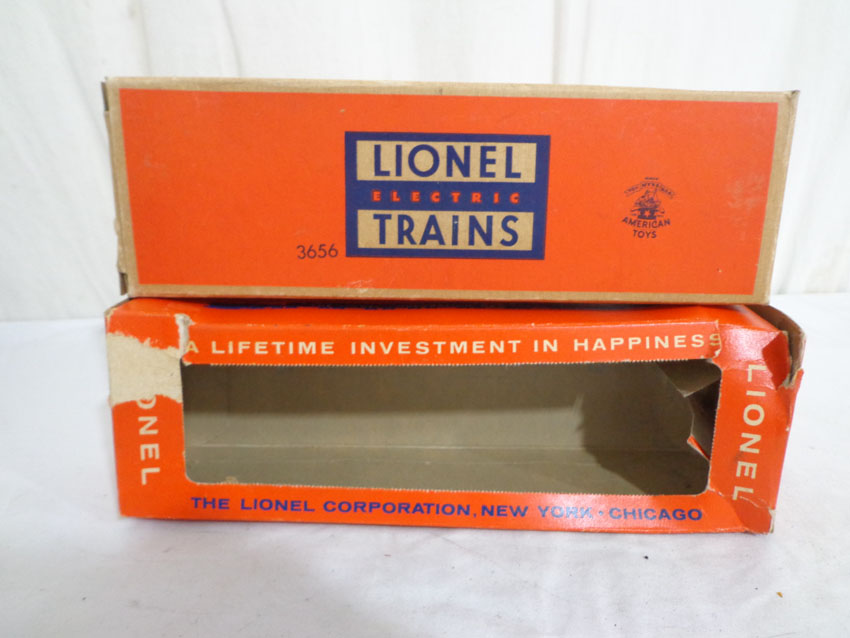 LIONEL
ELECTRIC
TRAINS
3656
AMERICAN
TOYS
A LIFETIME INVESTMENT IN HAPPINESS
ONEL
LIONEL
THE LIONEL CORPORATION, NEW YORK • CHICAGO